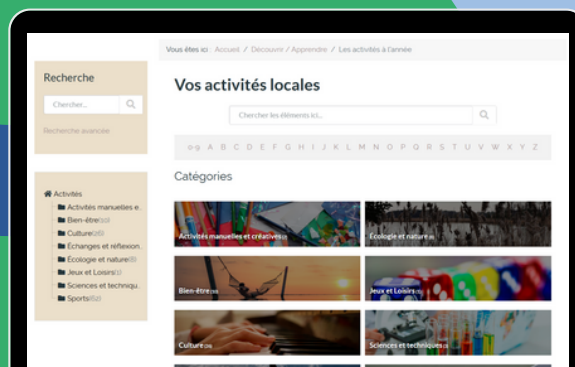 Vous êtes ici : Accueil / Découvrir / Apprendre / Les activités à l'année
Recherche
Chercher...
Recherche avancée
Activités
Activités manuelles e..
Bien-être
Culture
Échanges et réflexion..
Écologie et nature(8)
Jeux et Loisirs(1)
Sciences et techniqu..
Sports(62)
Vos activités locales
Chercher les éléments ici...
0-9 A B C D E F G H I J K L M N O P Q R S T U V W X Y Z
Catégories
Activités manuelles et créatives
Écologie et nature
Bien-être
Jeux et Loisirs
Culture
Sciences et techniques